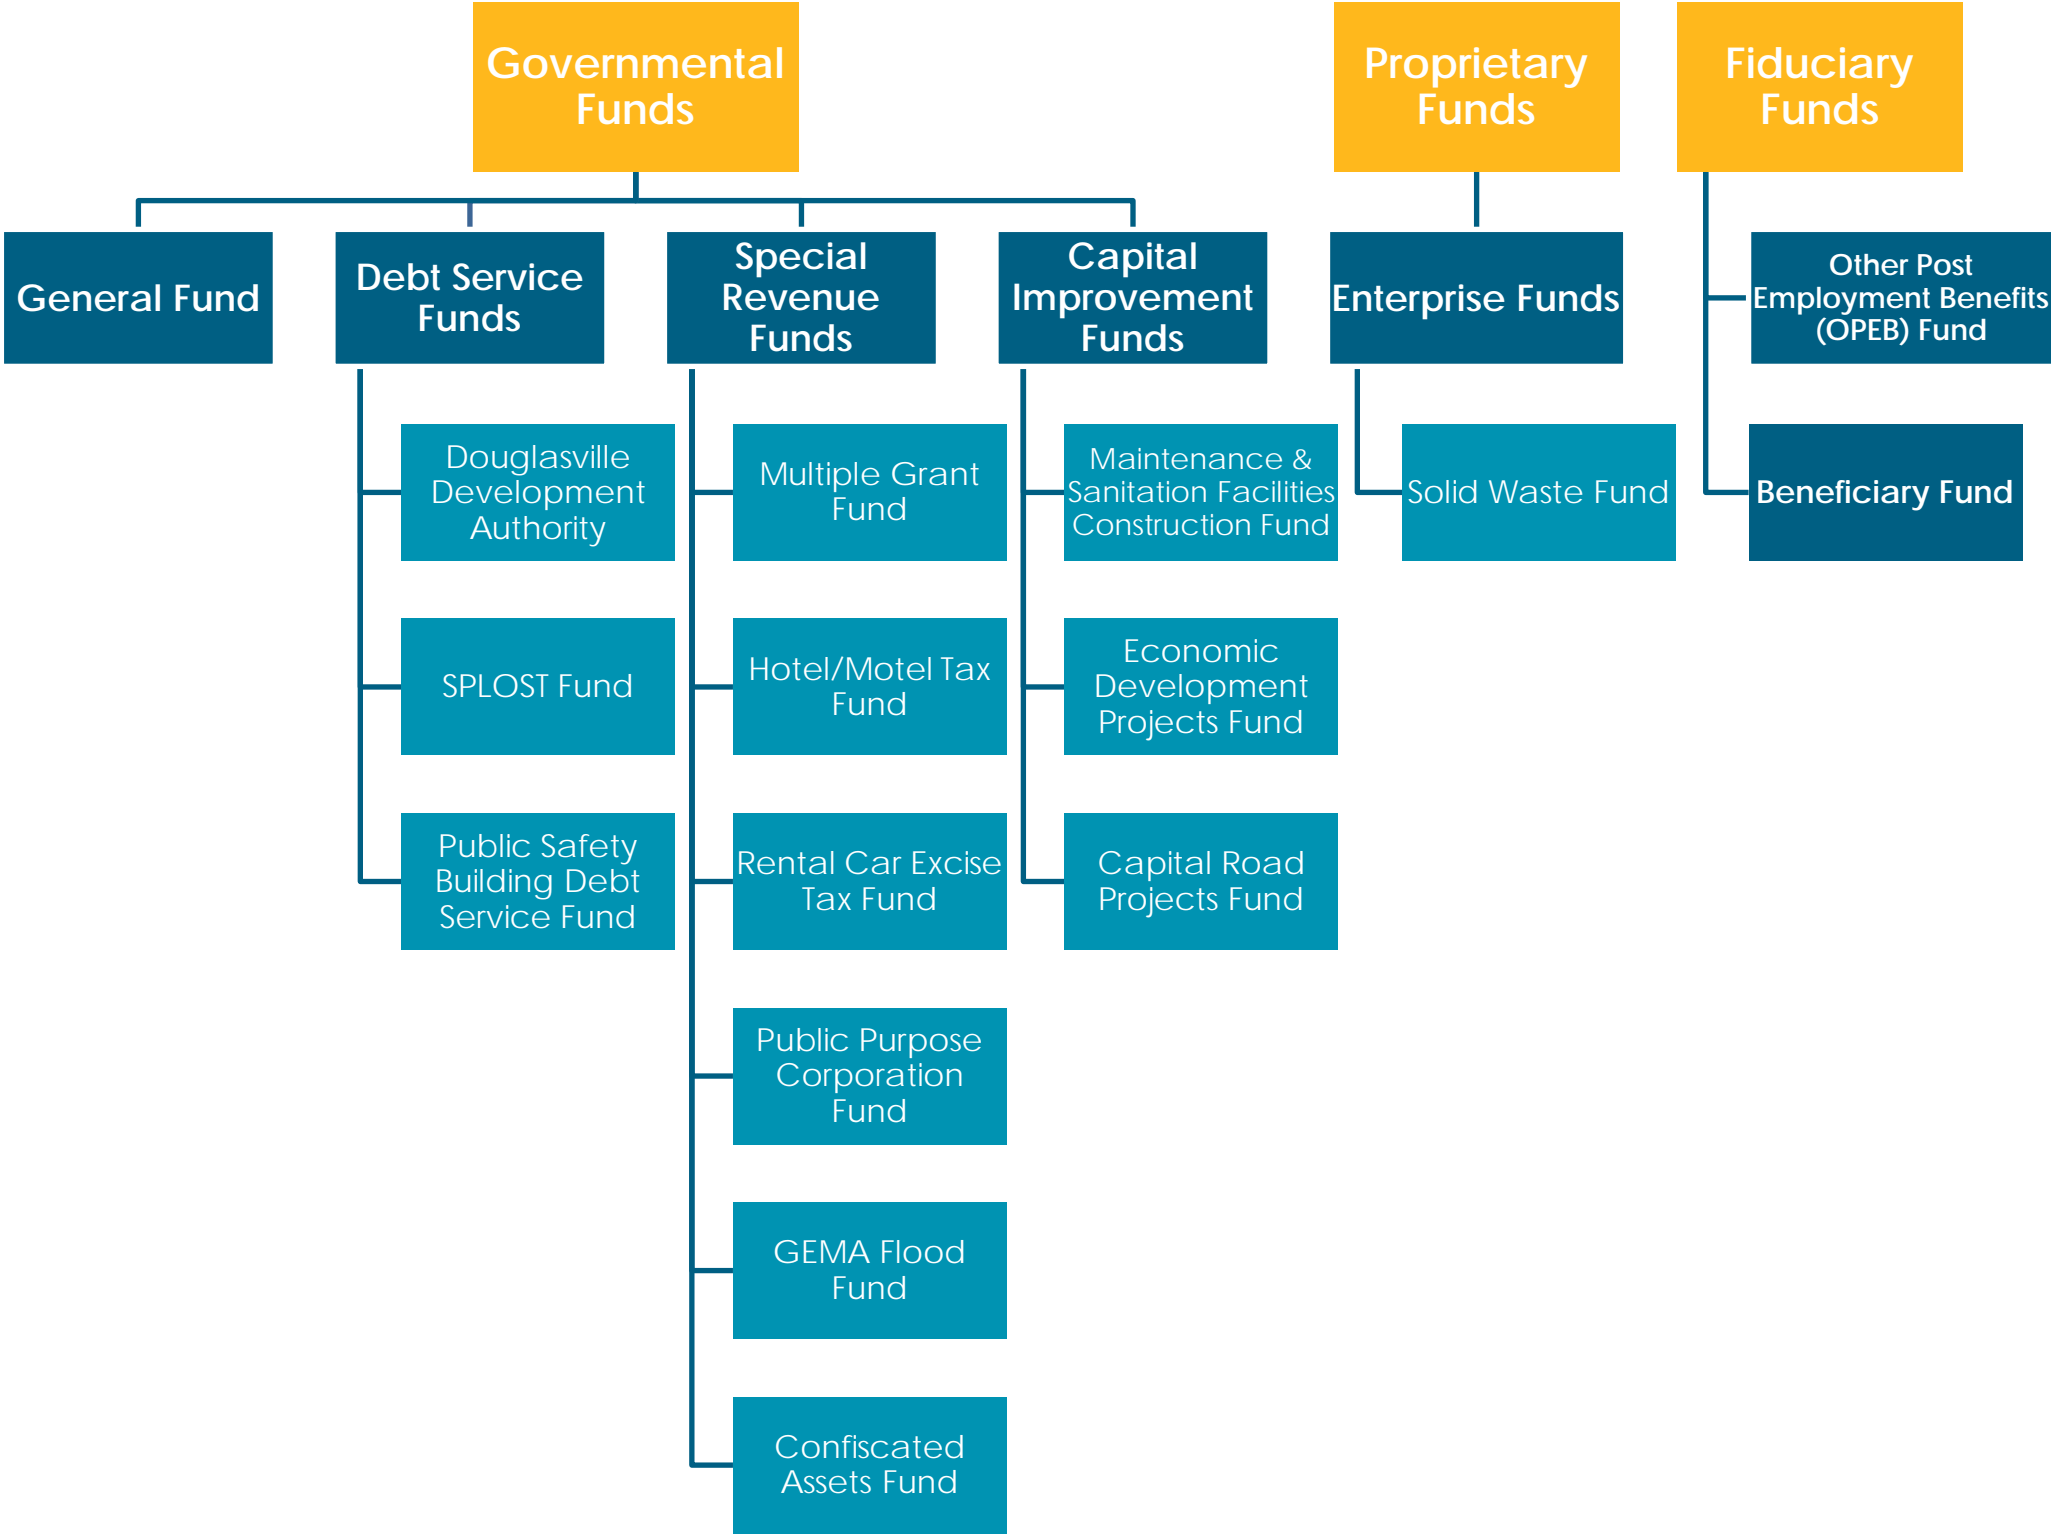 Governmental
Funds
Proprietary
Funds
Fiduciary
Funds
General Fund
Debt Service
Funds
Special
Revenue
Funds
Capital
Improvement
Funds
Enterprise Funds
Other Post
Employment Benefits
(OPEB) Fund
Douglasville
Development
Authority
Multiple Grant
Fund
Maintenance &
Sanitation Facilities
Construction Fund
Solid Waste Fund
Beneficiary Fund
SPLOST Fund
Hotel/Motel Tax
Fund
Economic
Development
Projects Fund
Public Safety
Building Debt
Service Fund
Rental Car Excise
Tax Fund
Capital Road
Projects Fund
Public Purpose
Corporation
Fund
GEMA Flood
Fund
Confiscated
Assets Fund